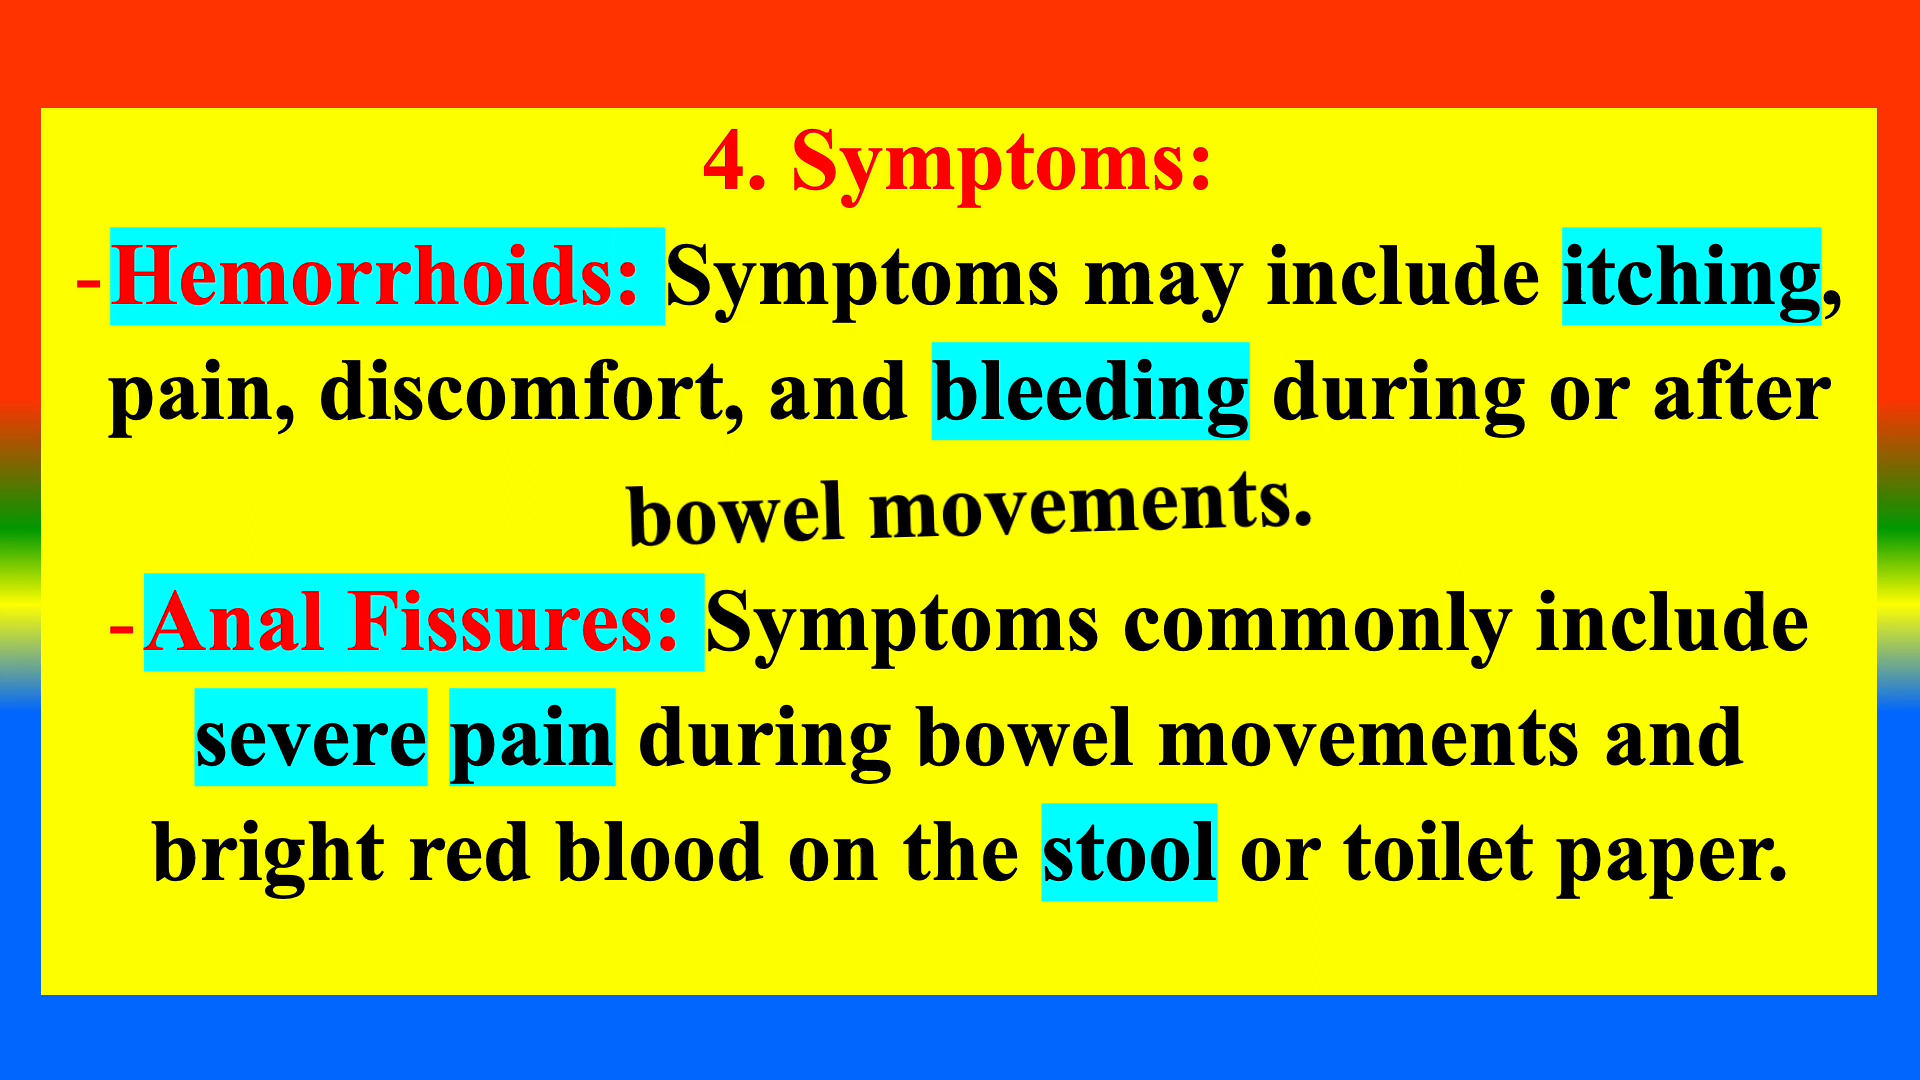 4. Symptoms:
-Hemorrhoids: Symptoms may include itching,
pain, discomfort, and bleeding during or after
bowel movements.
-Anal Fissures: Symptoms commonly include
severe pain during bowel movements and
bright red blood on the stool or toilet paper.